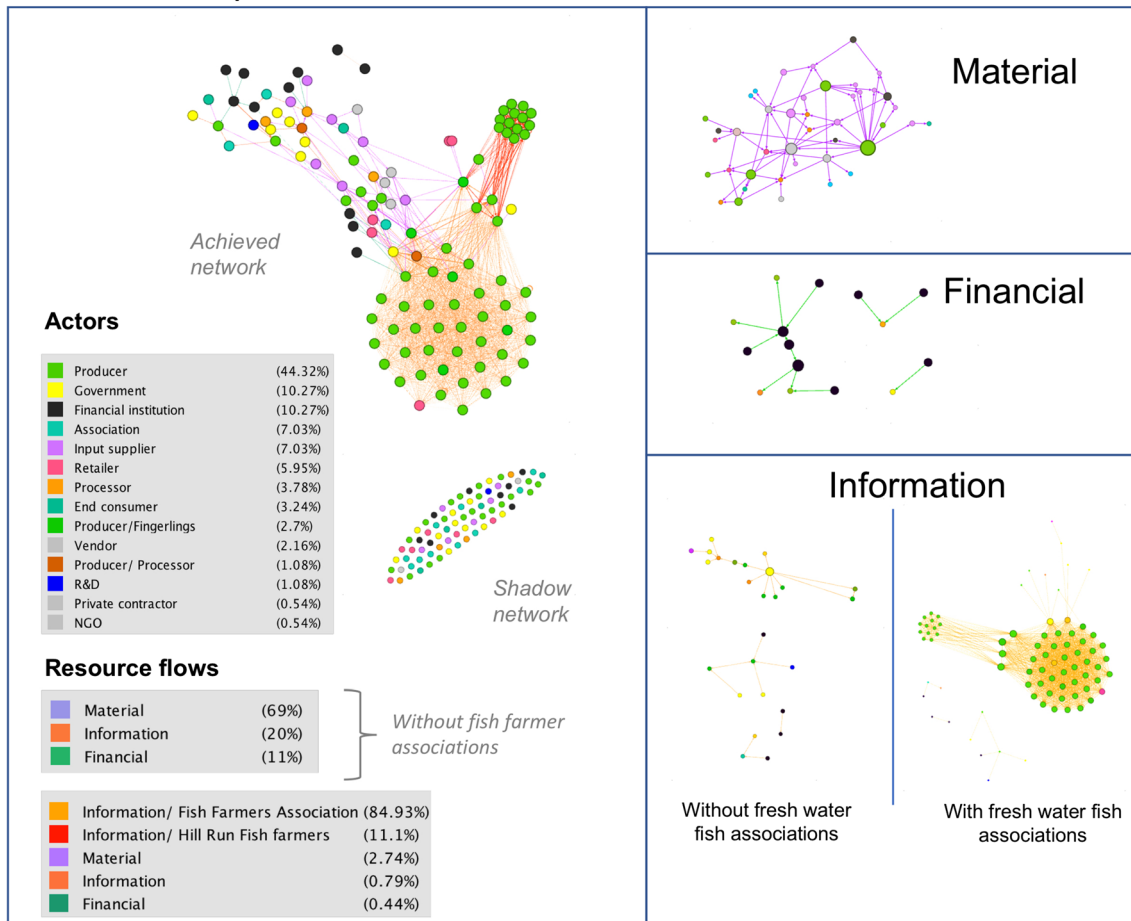 Achieved
network
Actors
Producer (44.32%)
Government (10.27%)
Financial institution (10.27%)
Association (7.03%)
Input supplier (7.03%)
Retailer (5.95%)
Processor (3.78%)
End consumer (3.24%)
Producer/Fingerlings (2.7%)
Vendor (2.16%)
Producer/ Processor (1.08%)
R&D (1.08%)
Private contractor (0.54%)
NGO (0.54%)
Shadow
network
Resource flows
Material (69%)
Information (20%)
Financial (11%)
Without fish farmer
associations
Information/ Fish Farmers Association (84.93%)
Information/ Hill Run Fish farmers (11.1%)
Material (2.74%)
Information (0.79%)
Financial (0.44%)
Material
Financial
Information
Without fresh water
fish associations
With fresh water fish
associations